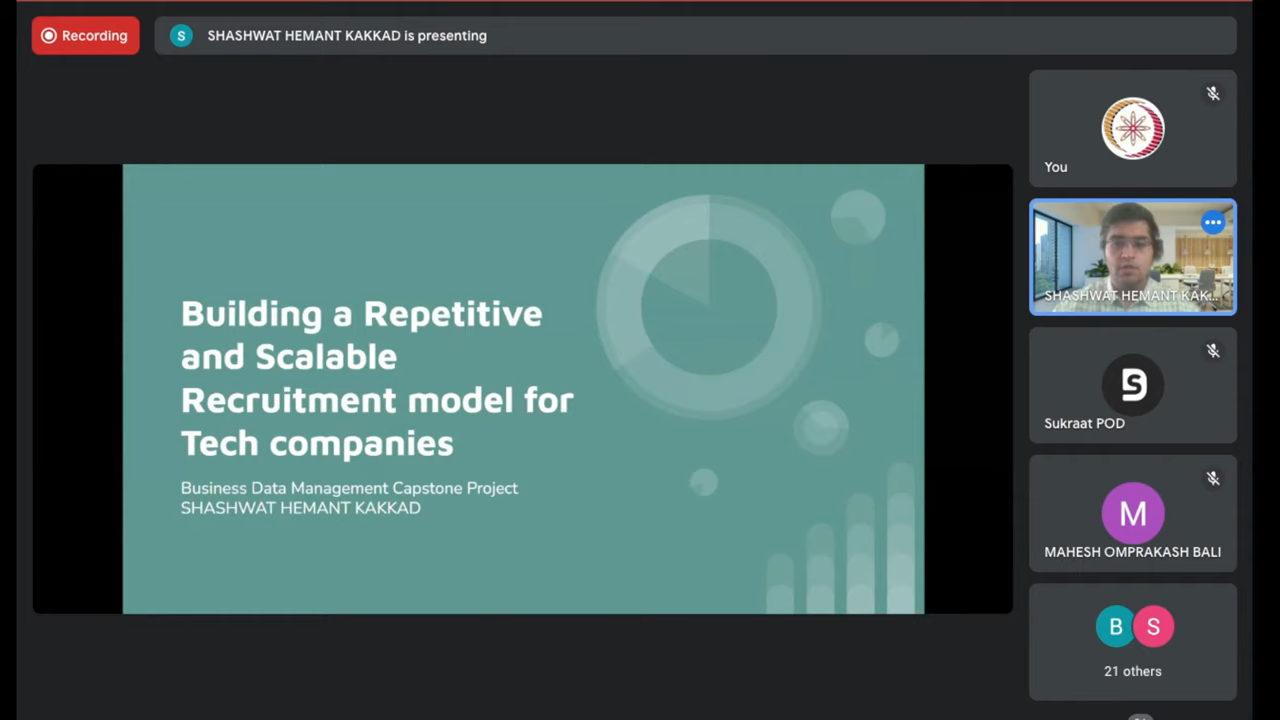 Recording
S
SHASHWAT HEMANT KAKKAD is presenting
Building a Repetitive
and Scalable
Recruitment model for
Tech companies
Business Data Management Capstone Project
SHASHWAT HEMANT KAKKAD
You
SHASHWAT HEMANT KAK...
S
Sukraat POD
M
MAHESH OMPRAKASH BALI
B S
21 others